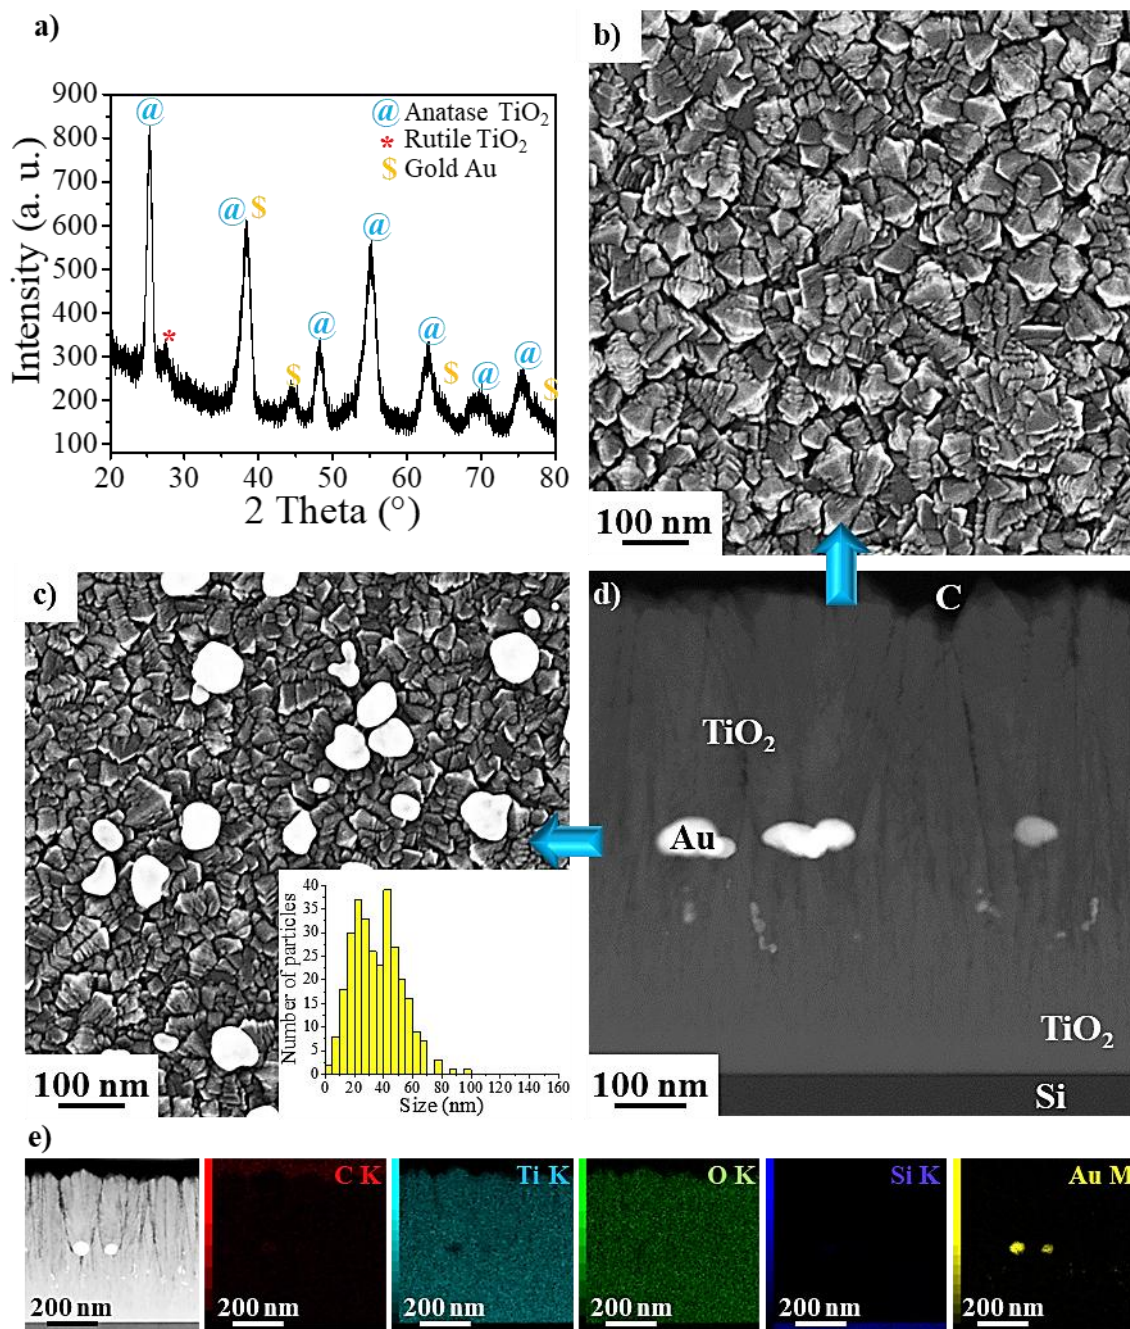 a)
900
800
700
600
500
400
300
200
100
20 30 40 50 60 70 80
Intensity (a. u.)
2 Theta (°)
@ Anatase TiO₂
* Rutile TiO₂
$ Gold Au
@
*
@ $
$
@
@
@ $
@
@ $
b)
100 nm
c)
100 nm
40
35
30
25
20
15
10
5
0
0 20 40 60 80 100 120 140 160
Number of particles
Size (nm)
d)
C
TiO₂
Au
TiO₂
Si
100 nm
e)
200 nm
C K
200 nm
Ti K
200 nm
O K
200 nm
Si K
200 nm
Au M
200 nm